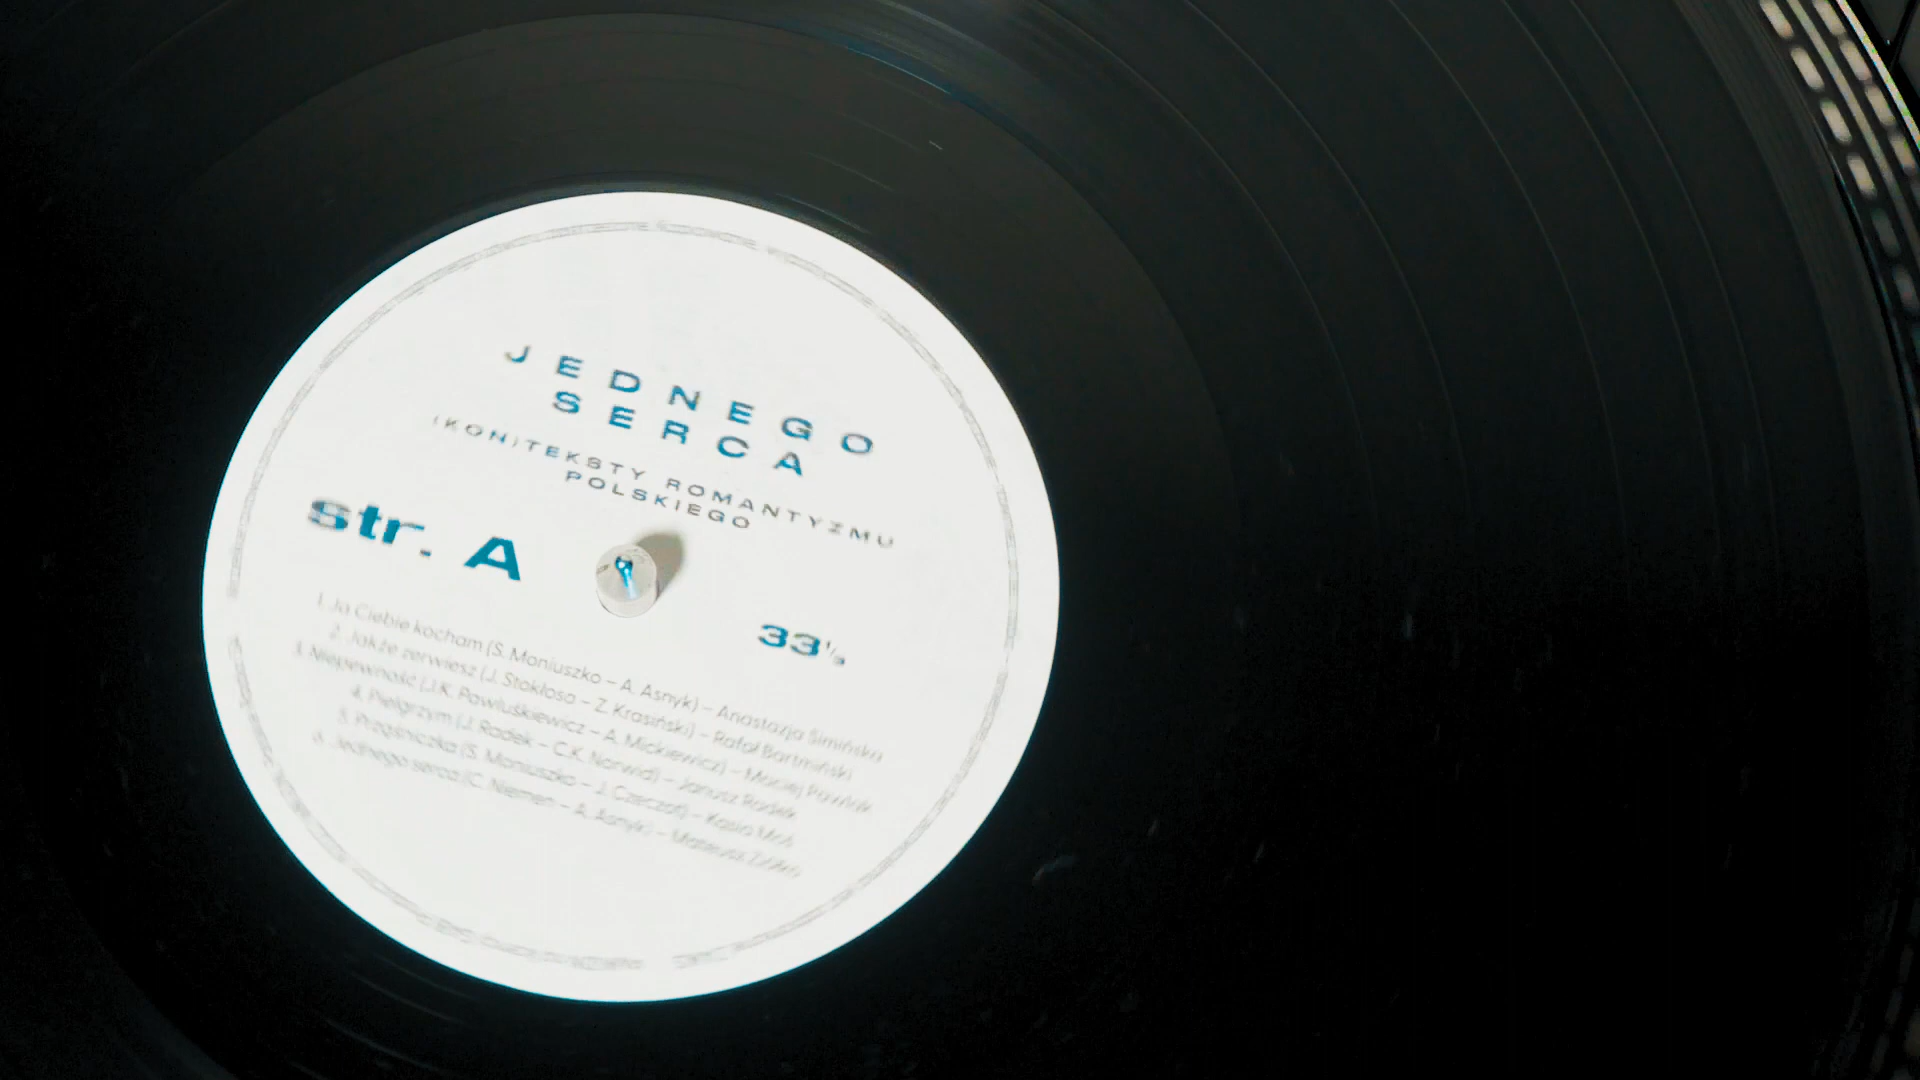 JEDNEGO
SERCA
(KON)TEKSTY ROMANTYZMU
POLSKIEGO
str. A
33⅓
1. Ja Ciebie kocham (S. Moniuszko – A. Asnyk) – Anastazja Simińska
2. Jakże zerwiesz (J. Stokłosa – Z. Krasiński) – Rafał Bartmiński
3. Niepewność (J.K. Pawluśkiewicz – A. Mickiewicz) – Maciej
4. Pielgrzym (J. Radek – C.K. Norwid) – Janusz Radek
5. Prząśniczka (S. Moniuszko – J. Czeczot) – Kasia Moś
6. Jednego serca (C. Niemen – A. Asnyk) – Mateusz Ziółko